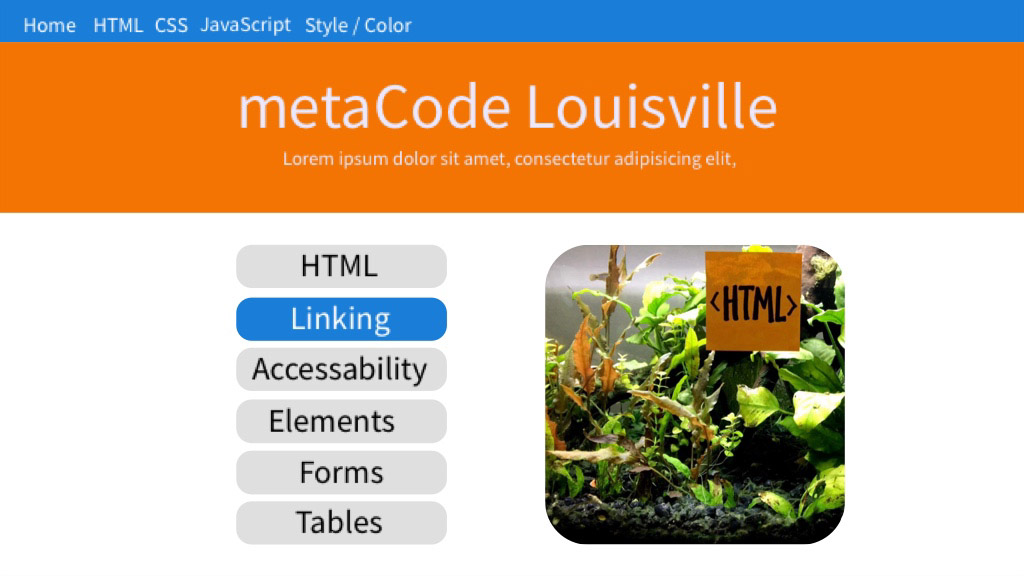 Home HTML CSS JavaScript Style / Color
metaCode Louisville
Lorem ipsum dolor sit amet, consectetur adipisicing elit,
HTML
Linking
Accessability
Elements
Forms
Tables
<HTML>